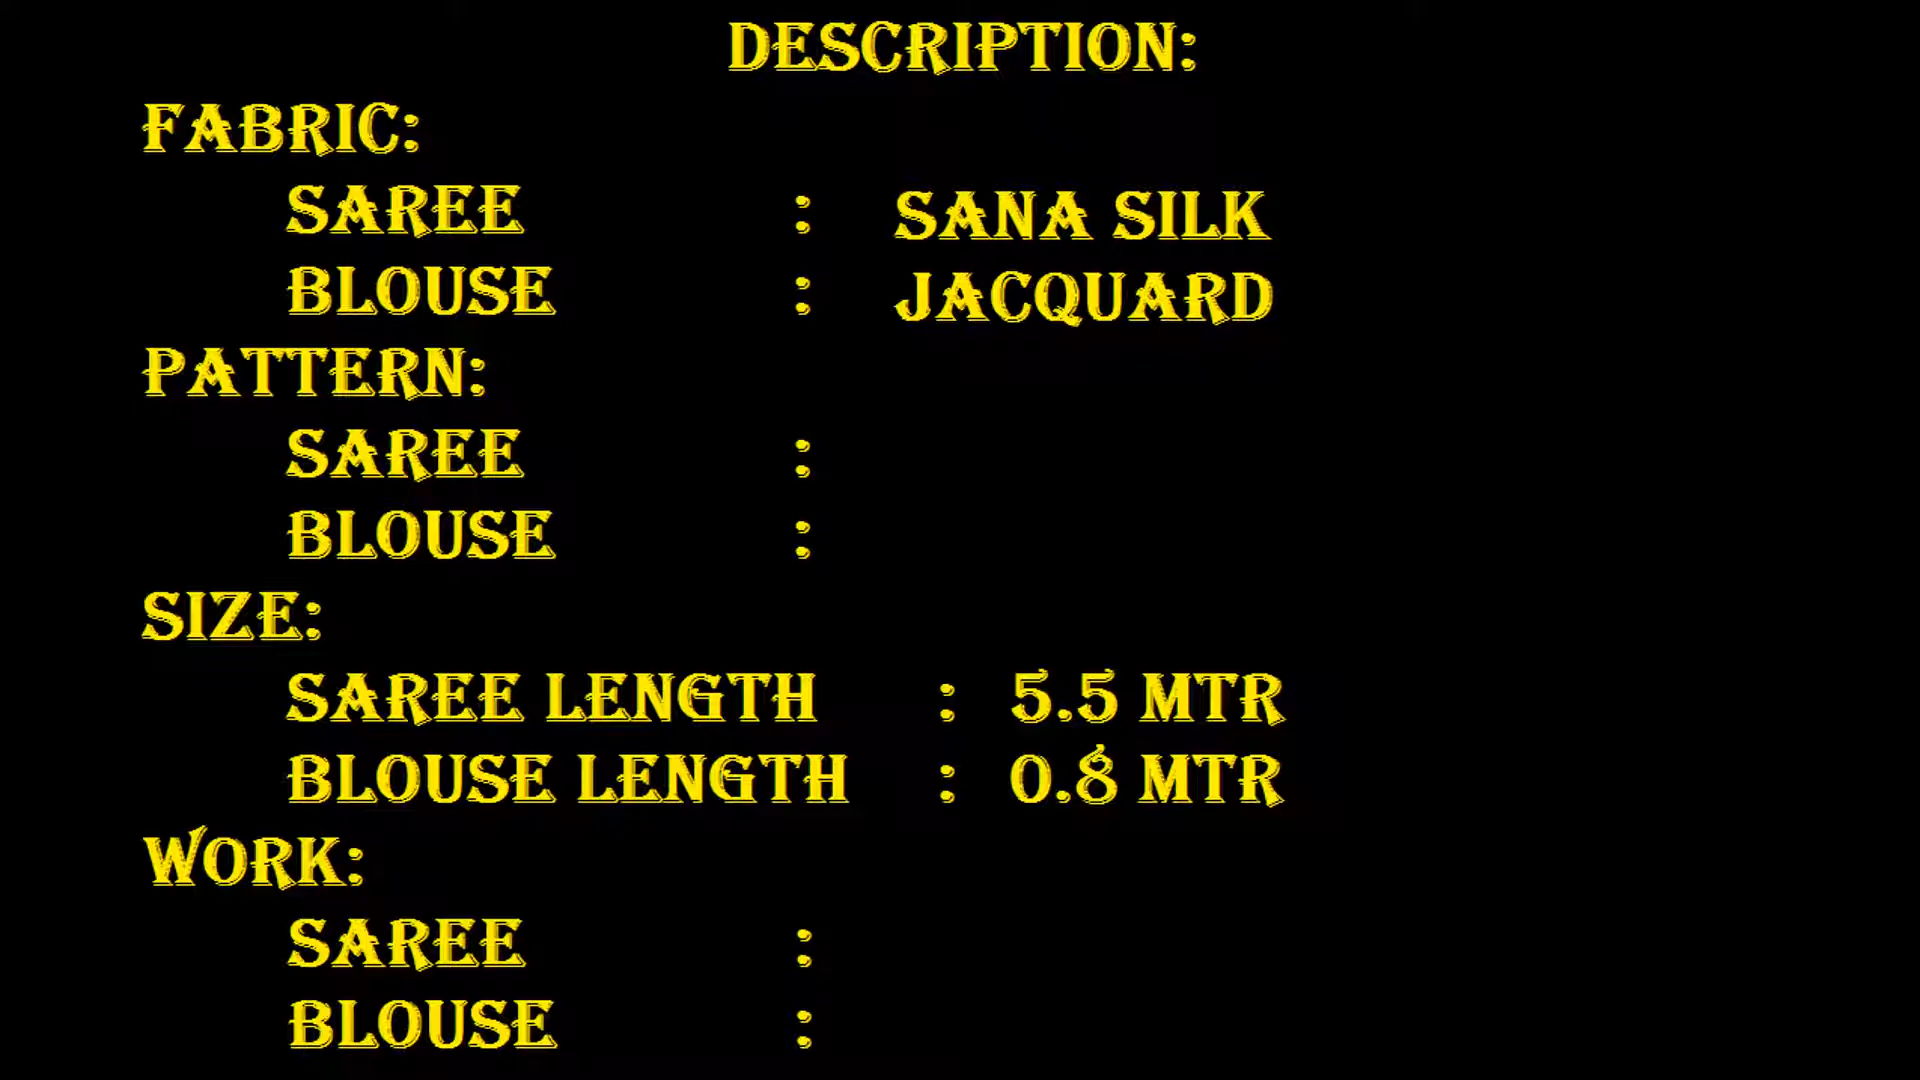 DESCRIPTION:
FABRIC:
SAREE : SANA SILK
BLOUSE : JACQUARD
PATTERN:
SAREE :
BLOUSE :
SIZE:
SAREE LENGTH : 5.5 MTR
BLOUSE LENGTH : 0.8 MTR
WORK:
SAREE :
BLOUSE :